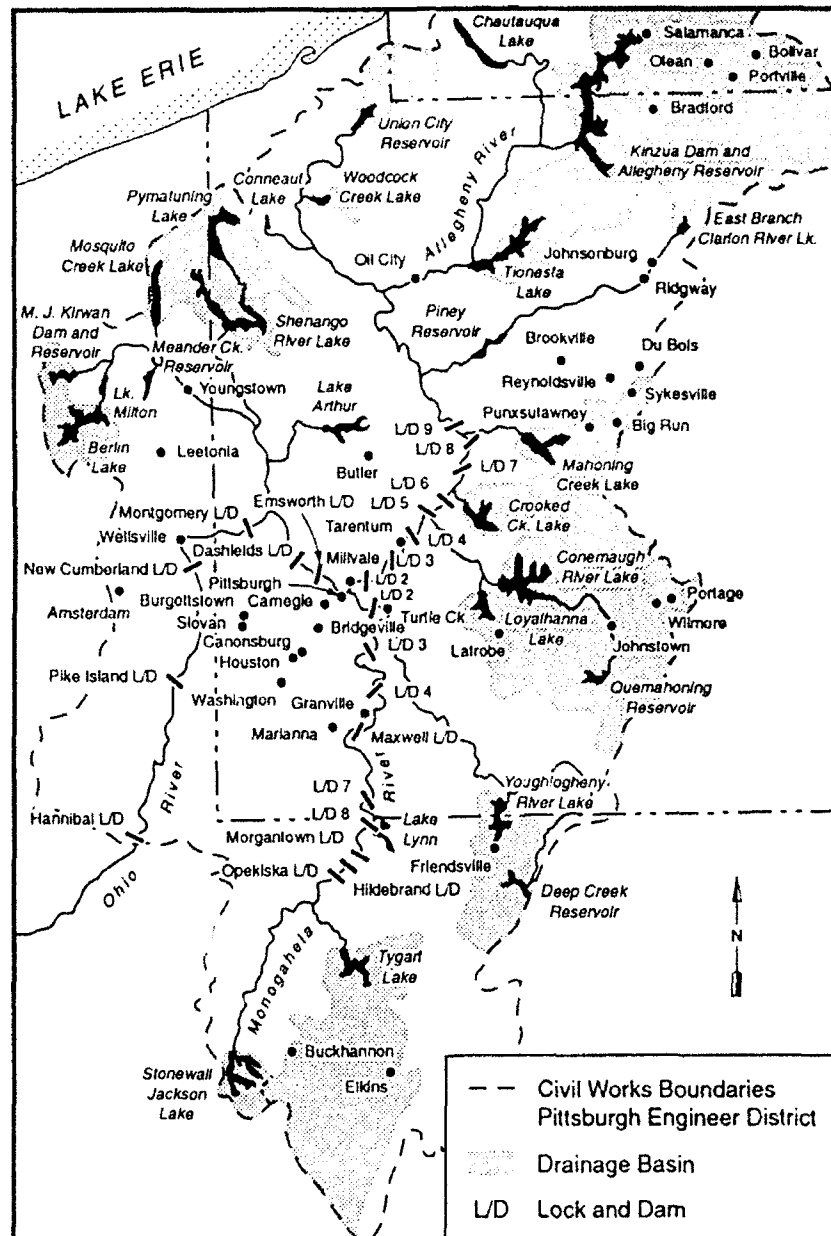 Chautauqua
Lake
Salamanca
Bolivar
Olean
Portville
LAKE ERIE
Bradford
Union City
Reservoir
Kinzua Dam and
Allegheny Reservoir
Allegheny River
Woodcock
Creek Lake
Conneaut
Lake
Pymatuning
Lake
East Branch
Clarion River Lk.
Mosquito
Creek Lake
Oil City
Johnsonburg
Tionesta
Lake
Ridgway
M. J. Kirwan
Dam and
Reservoir
Shenango
River Lake
Piney
Reservoir
Meander Ck.
Reservoir
Brookville
Du Bois
Reynoldsville
Lk.
Milton
Youngstown
Lake
Arthur
Sykesville
Punxsutawney
L/D 9
L/D 8
Big Run
Berlin
Lake
Leetonia
Butler
L/D 7
Mahoning
Creek Lake
L/D 6
Emsworth L/D
L/D 5
Crooked
Ck. Lake
Montgomery L/D
Tarentum
L/D 4
Wellsville
Dashields L/D
Millvale
L/D 3
Conemaugh
River Lake
New Cumberland L/D
Pittsburgh
L/D 2
L/D 2
Portage
Amsterdam
Burgettstown
Carnegie
Turtle Ck.
Loyalhanna
Lake
Wilmore
Slovan
Bridgeville
Canonsburg
L/D 3
Latrobe
Johnstown
Houston
Pike Island L/D
Quemahoning
Reservoir
Washington
Granville
L/D 4
Marianna
Maxwell L/D
River
River
Youghiogheny
River Lake
L/D 7
Hannibal L/D
L/D 8
Lake
Lynn
Morgantown L/D
Friendsville
Opekiska L/D
Hildebrand L/D
Ohio
Deep Creek
Reservoir
N
Tygart
Lake
Monogahela
Buckhannon
Stonewall
Jackson
Lake
Elkins
Civil Works Boundaries
Pittsburgh Engineer District
Drainage Basin
L/D Lock and Dam